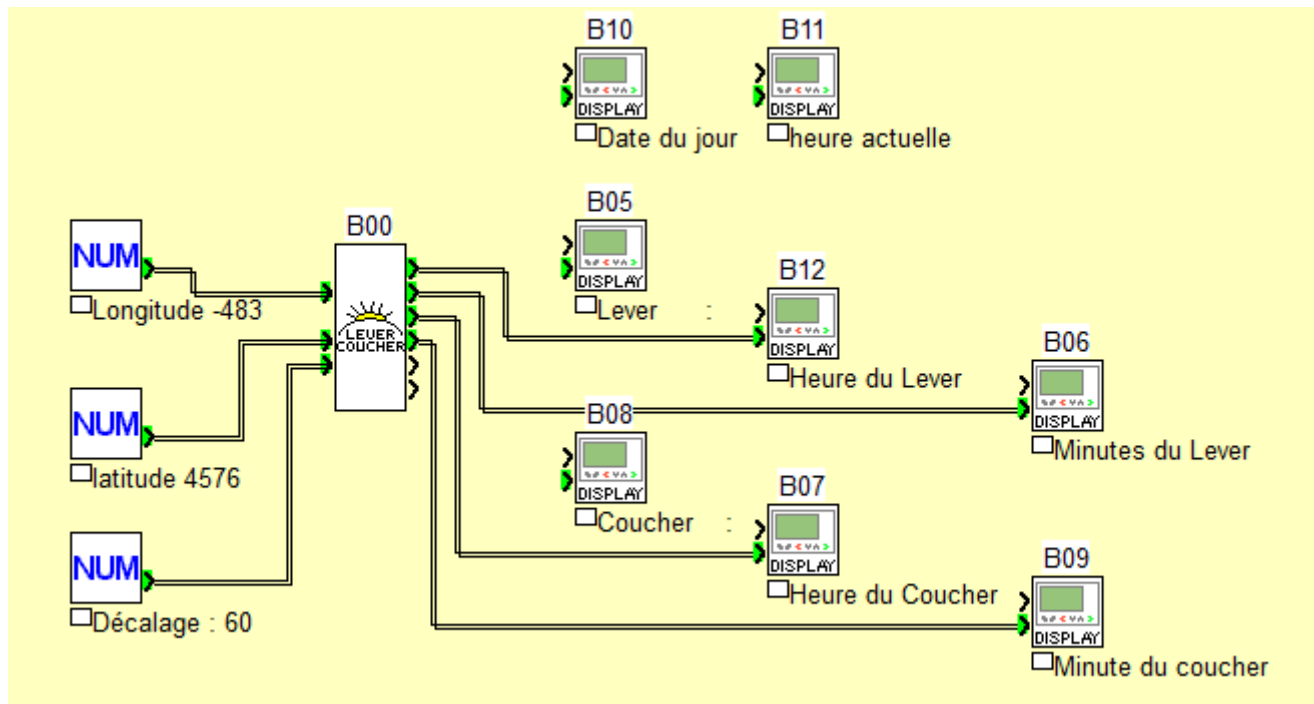 B10
B11
DISPLAY
DISPLAY
Date du jour
heure actuelle
B05
B00
NUM
DISPLAY
B12
Longitude -483
LEVER
COUCHER
Lever :
DISPLAY
B06
Heure du Lever
B08
NUM
DISPLAY
Minutes du Lever
latitude 4576
DISPLAY
B07
Coucher :
NUM
DISPLAY
B09
Heure du Coucher
Décalage : 60
DISPLAY
Minute du coucher